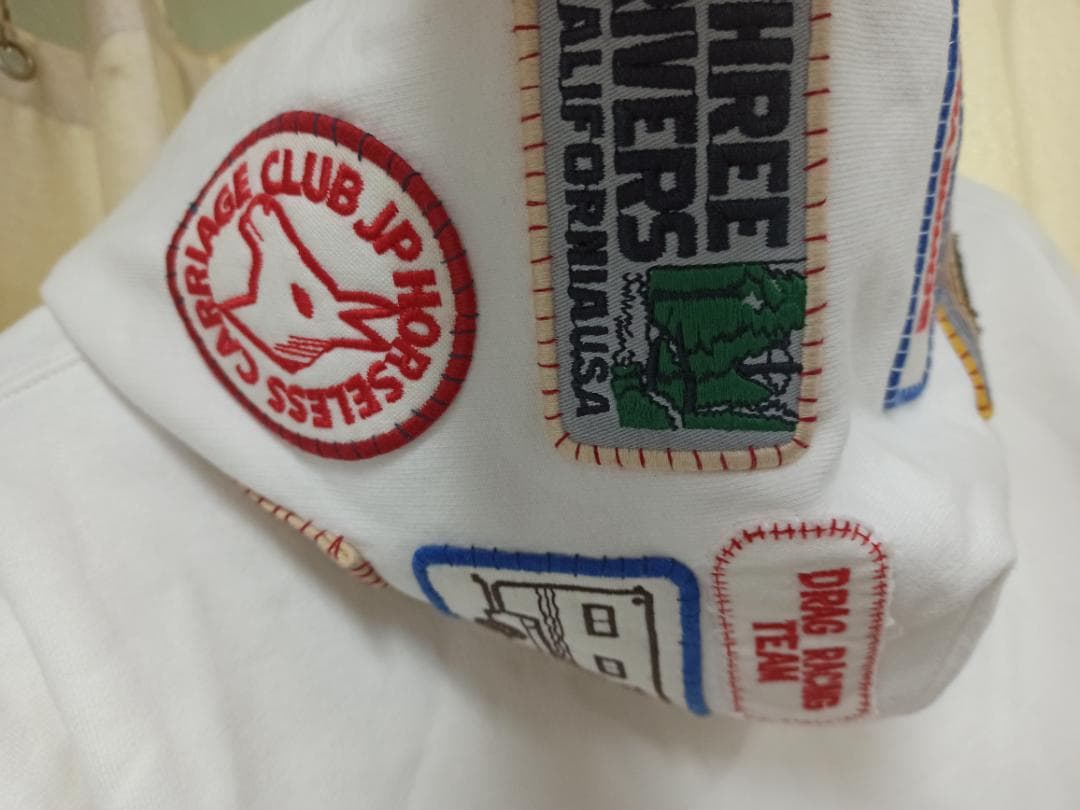 HORSELESS CARRIAGE CLUB JP
HREE
IVERS
ALIFORNIA USA
DRAG RACING
TEAM